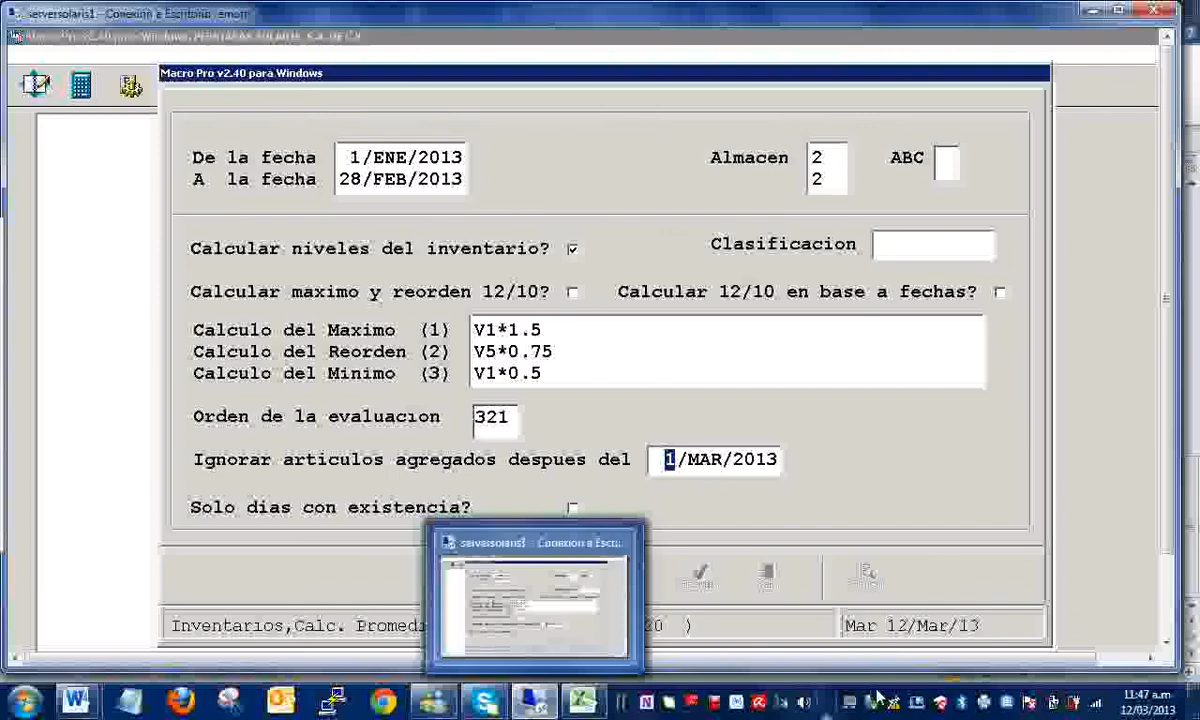 serversolaris1 - Conexión a Escritorio
Macro Pro v2.40 para Windows
De la fecha 1/ENE/2013 Almacen 2 ABC
A la fecha 28/FEB/2013 2
Calcular niveles del inventario? Clasificacion
Calcular maximo y reorden 12/10? Calcular 12/10 en base a fechas?
Calculo del Maximo (1) V1*1.5
Calculo del Reorden (2) V5*0.75
Calculo del Minimo (3) V1*0.5
Orden de la evaluacion 321
Ignorar articulos agregados despues del 1/MAR/2013
Solo dias con existencia?
serversolaris1 - Conexión a Escri...
Inventarios,Calc. Promed 20 ) Mar 12/Mar/13
11:47 a.m.
12/03/2013